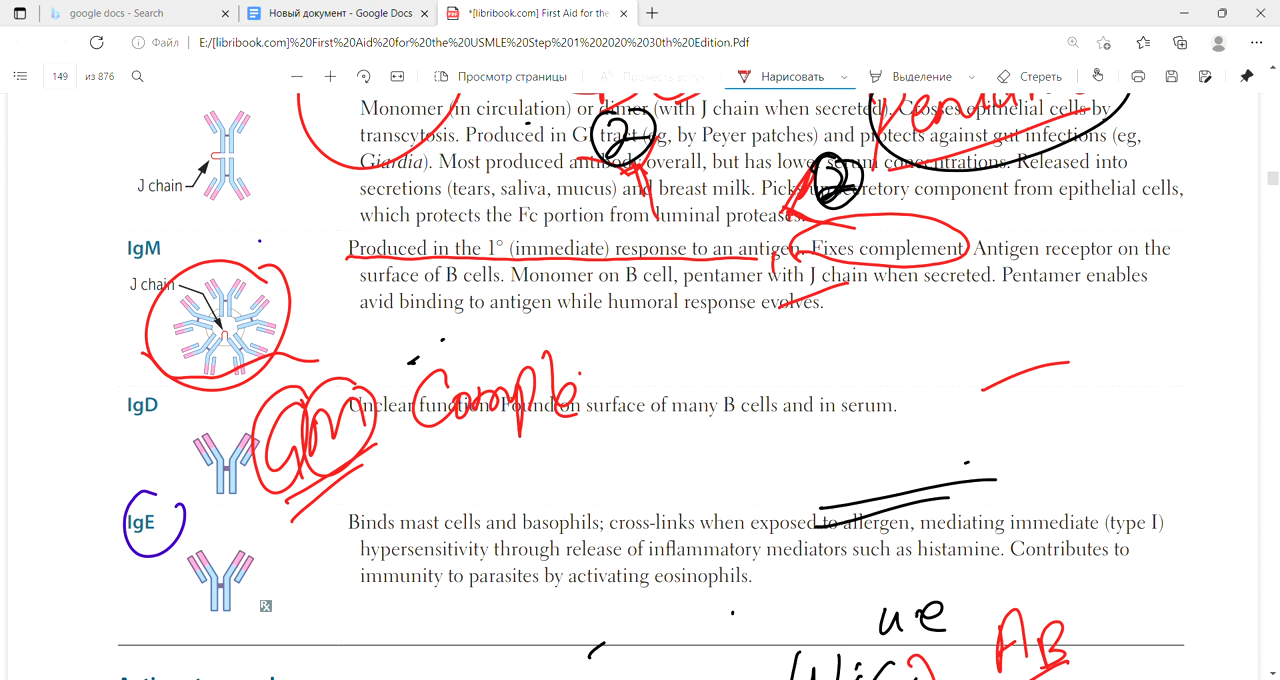 google docs - Search
Новый документ - Google Docs
*[libribook.com] First Aid for the
Файл E:/[libribook.com]%20First%20Aid%20for%20the%20USMLE%20Step%201%202020%2030th%20Edition.Pdf
149 из 876 Просмотр страницы Прочесть вслух Нарисовать Выделение Стереть
Monomer (in circulation) or dimer (with J chain when secreted). Crosses epithelial cells by
transcytosis. Produced in GI tract (eg, by Peyer patches) and protects against gut infections (eg,
Giardia). Most produced antibody overall, but has lower serum concentrations. Released into
secretions (tears, saliva, mucus) and breast milk. Picks up secretory component from epithelial cells,
which protects the Fc portion from luminal proteases.
J chain
2
2
IgM
Produced in the 1° (immediate) response to an antigen. Fixes complement. Antigen receptor on the
surface of B cells. Monomer on B cell, pentamer with J chain when secreted. Pentamer enables
avid binding to antigen while humoral response evolves.
J chain
GM Comple
IgD
Unclear function. Found on surface of many B cells and in serum.
IgE
Binds mast cells and basophils; cross-links when exposed to allergen, mediating immediate (type I)
hypersensitivity through release of inflammatory mediators such as histamine. Contributes to
immunity to parasites by activating eosinophils.
Rx
не
AB